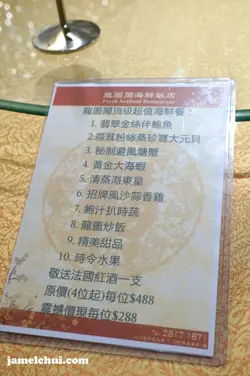 龍圖閣海鮮飯店
Fresh Seafood Restaurant
龍圖閣頂級超值海鮮餐：
1. 翡翠金絲伴鮑魚
2.蒜茸粉絲蒸珍寶大元貝
3. 秘制避風塘蟹
4. 黃金大海蝦
5. 清蒸海東星
6. 招牌風沙蒜香雞
7. 鮑汁扒時蔬
8. 龍圖炒飯
9. 精美甜品
10. 時令水果
敬送法國紅酒一支
原價(4位起)每位$488
震撼價現每位$288
2817 1671
jamelchui.com